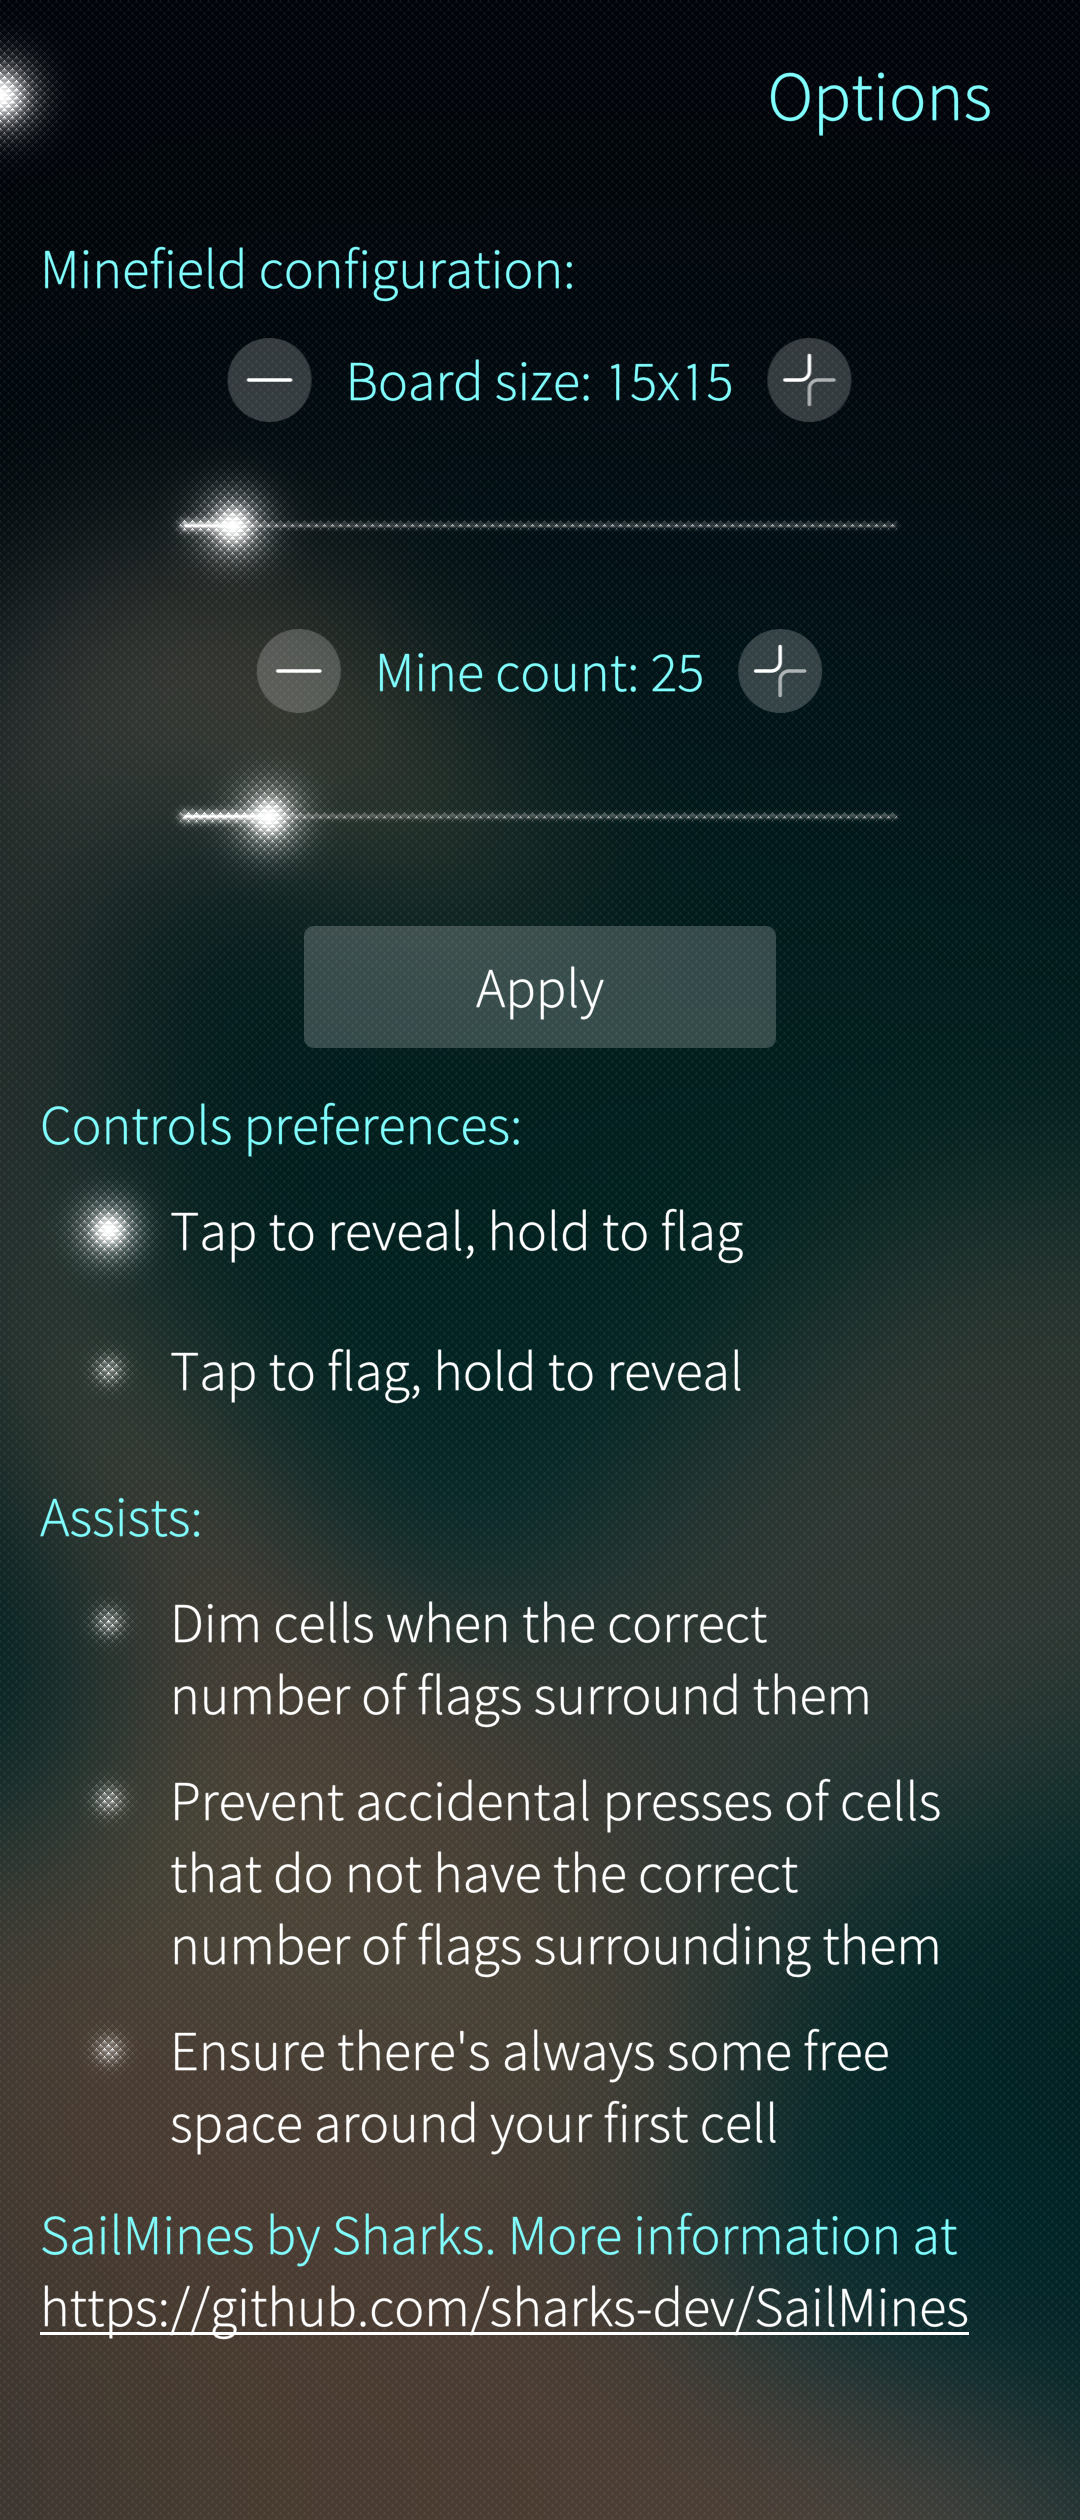 Options
Minefield configuration:
Board size: 15x15
Mine count: 25
Apply
Controls preferences:
Tap to reveal, hold to flag
Tap to flag, hold to reveal
Assists:
Dim cells when the correct
number of flags surround them
Prevent accidental presses of cells
that do not have the correct
number of flags surrounding them
Ensure there's always some free
space around your first cell
SailMines by Sharks. More information at
https://github.com/sharks-dev/SailMines